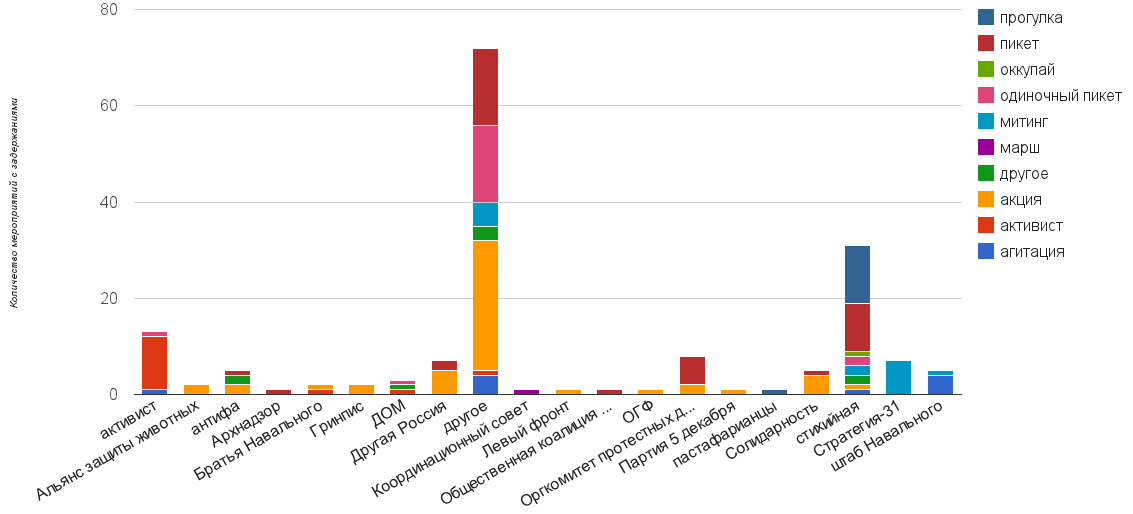 80
60
40
20
0
Количество мероприятий с задержаниями
прогулка
пикет
оккупай
одиночный пикет
митинг
марш
другое
акция
активист
агитация
активист
Альянс защиты животных
антифа
Архнадзор
Братья Навального
Гринпис
ДОМ
Другая Россия
другое
Координационный совет
Левый фронт
Общественная коалиция ...
ОГФ
Оргкомитет протестных д...
Партия 5 декабря
пастафарианцы
Солидарность
стихийная
Стратегия-31
штаб Навального